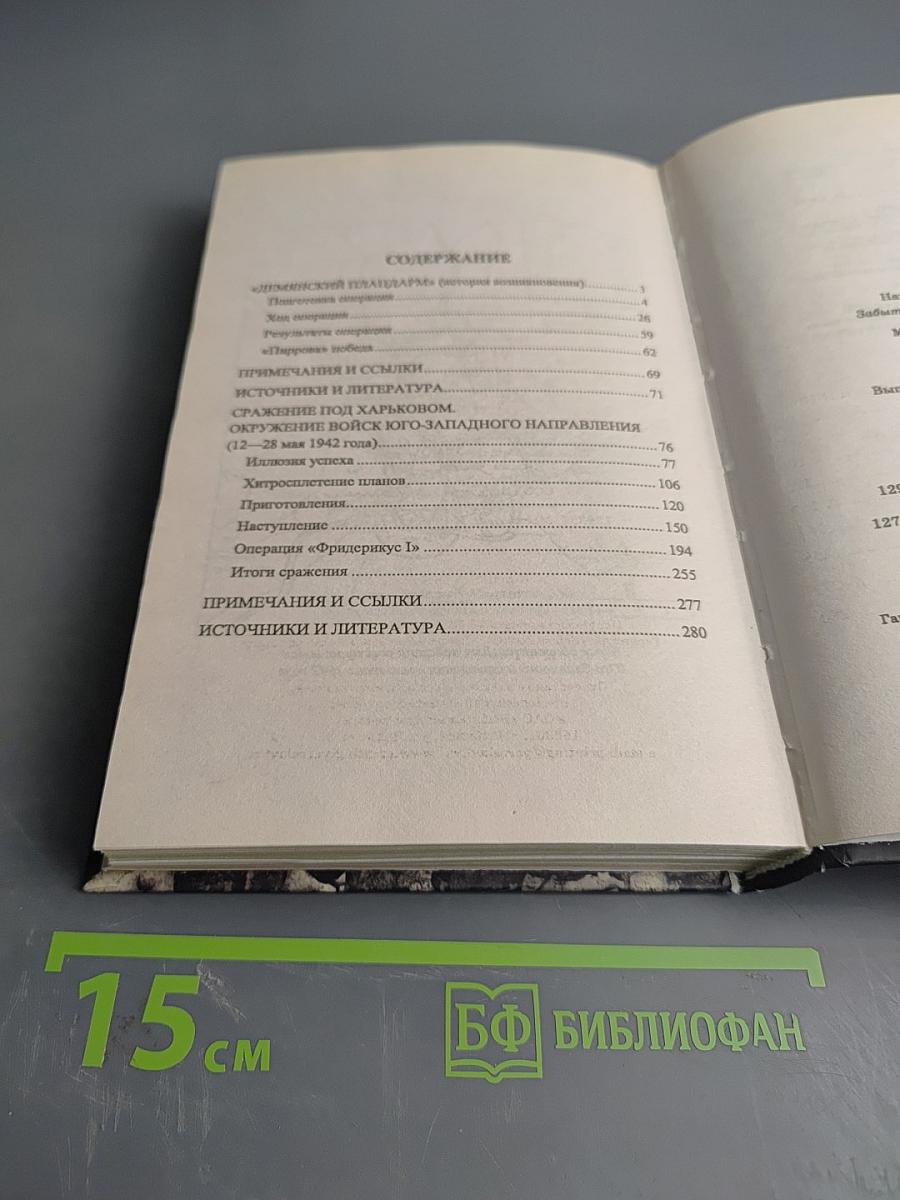 СОДЕРЖАНИЕ
ПЛАЦДАРМ» (история возникновения)..........3
Подготовка операции..........4
Ход операции..........26
Результаты операции..........59
«Пиррова» победа..........62
ПРИМЕЧАНИЯ И ССЫЛКИ..........69
ИСТОЧНИКИ И ЛИТЕРАТУРА..........71
СРАЖЕНИЕ ПОД ХАРЬКОВОМ.
ОКРУЖЕНИЕ ВОЙСК ЮГО-ЗАПАДНОГО НАПРАВЛЕНИЯ
(12—28 мая 1942 года)..........76
Иллюзия успеха..........77
Хитросплетение планов..........106
Приготовления..........120
Наступление..........150
Операция «Фридерикус I»..........194
Итоги сражения..........255
ПРИМЕЧАНИЯ И ССЫЛКИ..........277
ИСТОЧНИКИ И ЛИТЕРАТУРА..........280
Забыт
129
127
15 см
БФ БИБЛИОФАН